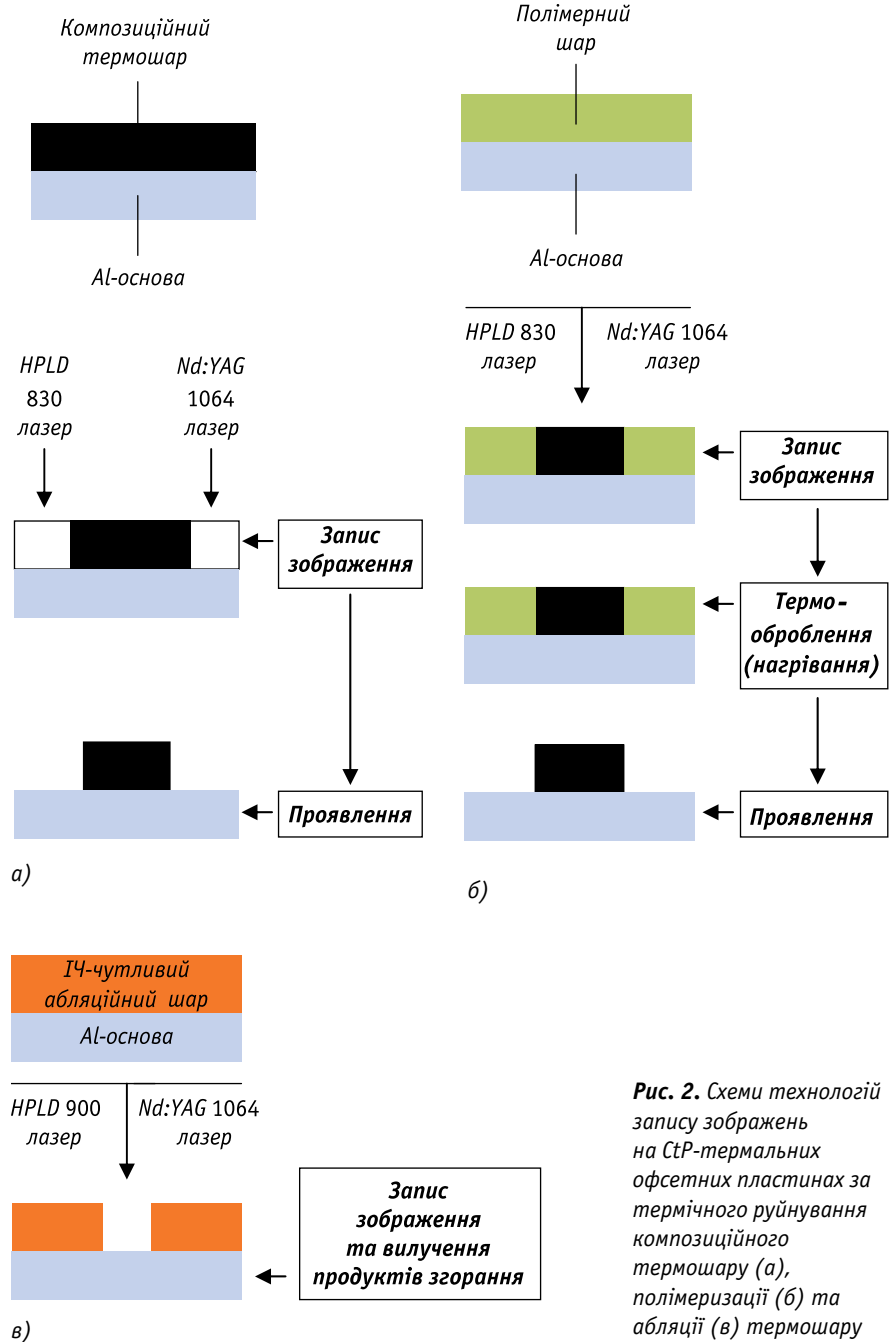 Композиційний
термошар
Al-основа
HPLD
830
лазер
Nd:YAG
1064
лазер
Запис
зображення
Проявлення
а)
Полімерний
шар
Al-основа
HPLD 830
лазер
Nd:YAG 1064
лазер
Запис
зображення
Термо-
оброблення
(нагрівання)
Проявлення
б)
ІЧ-чутливий
абляційний шар
Al-основа
HPLD 900
лазер
Nd:YAG 1064
лазер
Запис
зображення
та вилучення
продуктів згорання
в)
Рис. 2. Схеми технологій
запису зображень
на CtP-термальних
офсетних пластинах за
термічного руйнування
композиційного
термошару (а),
полімеризації (б) та
абляції (в) термошару